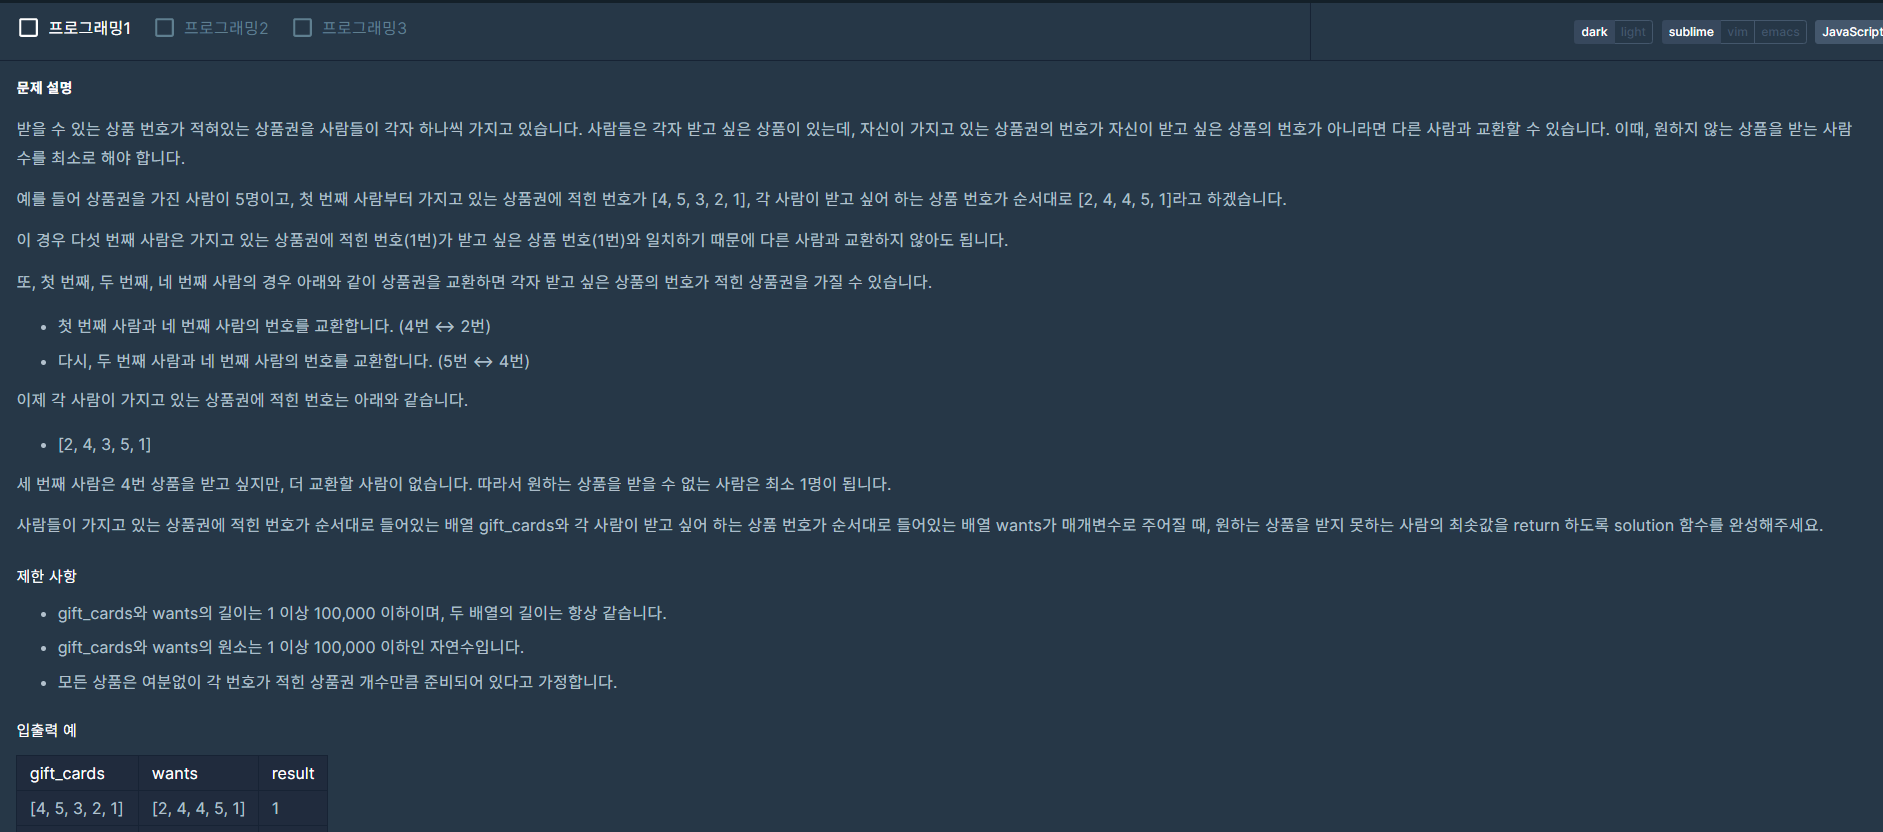 프로그래밍1 프로그래밍2 프로그래밍3 dark light sublime vim emacs JavaScript
문제 설명
받을 수 있는 상품 번호가 적혀있는 상품권을 사람들이 각자 하나씩 가지고 있습니다. 사람들은 각자 받고 싶은 상품이 있는데, 자신이 가지고 있는 상품권의 번호가 자신이 받고 싶은 상품의 번호가 아니라면 다른 사람과 교환할 수 있습니다. 이때, 원하지 않는 상품을 받는 사람
수를 최소로 해야 합니다.
예를 들어 상품권을 가진 사람이 5명이고, 첫 번째 사람부터 가지고 있는 상품권에 적힌 번호가 [4, 5, 3, 2, 1], 각 사람이 받고 싶어 하는 상품 번호가 순서대로 [2, 4, 4, 5, 1]라고 하겠습니다.
이 경우 다섯 번째 사람은 가지고 있는 상품권에 적힌 번호(1번)가 받고 싶은 상품 번호(1번)와 일치하기 때문에 다른 사람과 교환하지 않아도 됩니다.
또, 첫 번째, 두 번째, 네 번째 사람의 경우 아래와 같이 상품권을 교환하면 각자 받고 싶은 상품의 번호가 적힌 상품권을 가질 수 있습니다.
• 첫 번째 사람과 네 번째 사람의 번호를 교환합니다. (4번 ↔ 2번)
• 다시, 두 번째 사람과 네 번째 사람의 번호를 교환합니다. (5번 ↔ 4번)
이제 각 사람이 가지고 있는 상품권에 적힌 번호는 아래와 같습니다.
• [2, 4, 3, 5, 1]
세 번째 사람은 4번 상품을 받고 싶지만, 더 교환할 사람이 없습니다. 따라서 원하는 상품을 받을 수 없는 사람은 최소 1명이 됩니다.
사람들이 가지고 있는 상품권에 적힌 번호가 순서대로 들어있는 배열 gift_cards와 각 사람이 받고 싶어 하는 상품 번호가 순서대로 들어있는 배열 wants가 매개변수로 주어질 때, 원하는 상품을 받지 못하는 사람의 최솟값을 return 하도록 solution 함수를 완성해주세요.
제한 사항
• gift_cards와 wants의 길이는 1 이상 100,000 이하이며, 두 배열의 길이는 항상 같습니다.
• gift_cards와 wants의 원소는 1 이상 100,000 이하인 자연수입니다.
• 모든 상품은 여분없이 각 번호가 적힌 상품권 개수만큼 준비되어 있다고 가정합니다.
입출력 예
gift_cards wants result
[4, 5, 3, 2, 1] [2, 4, 4, 5, 1] 1